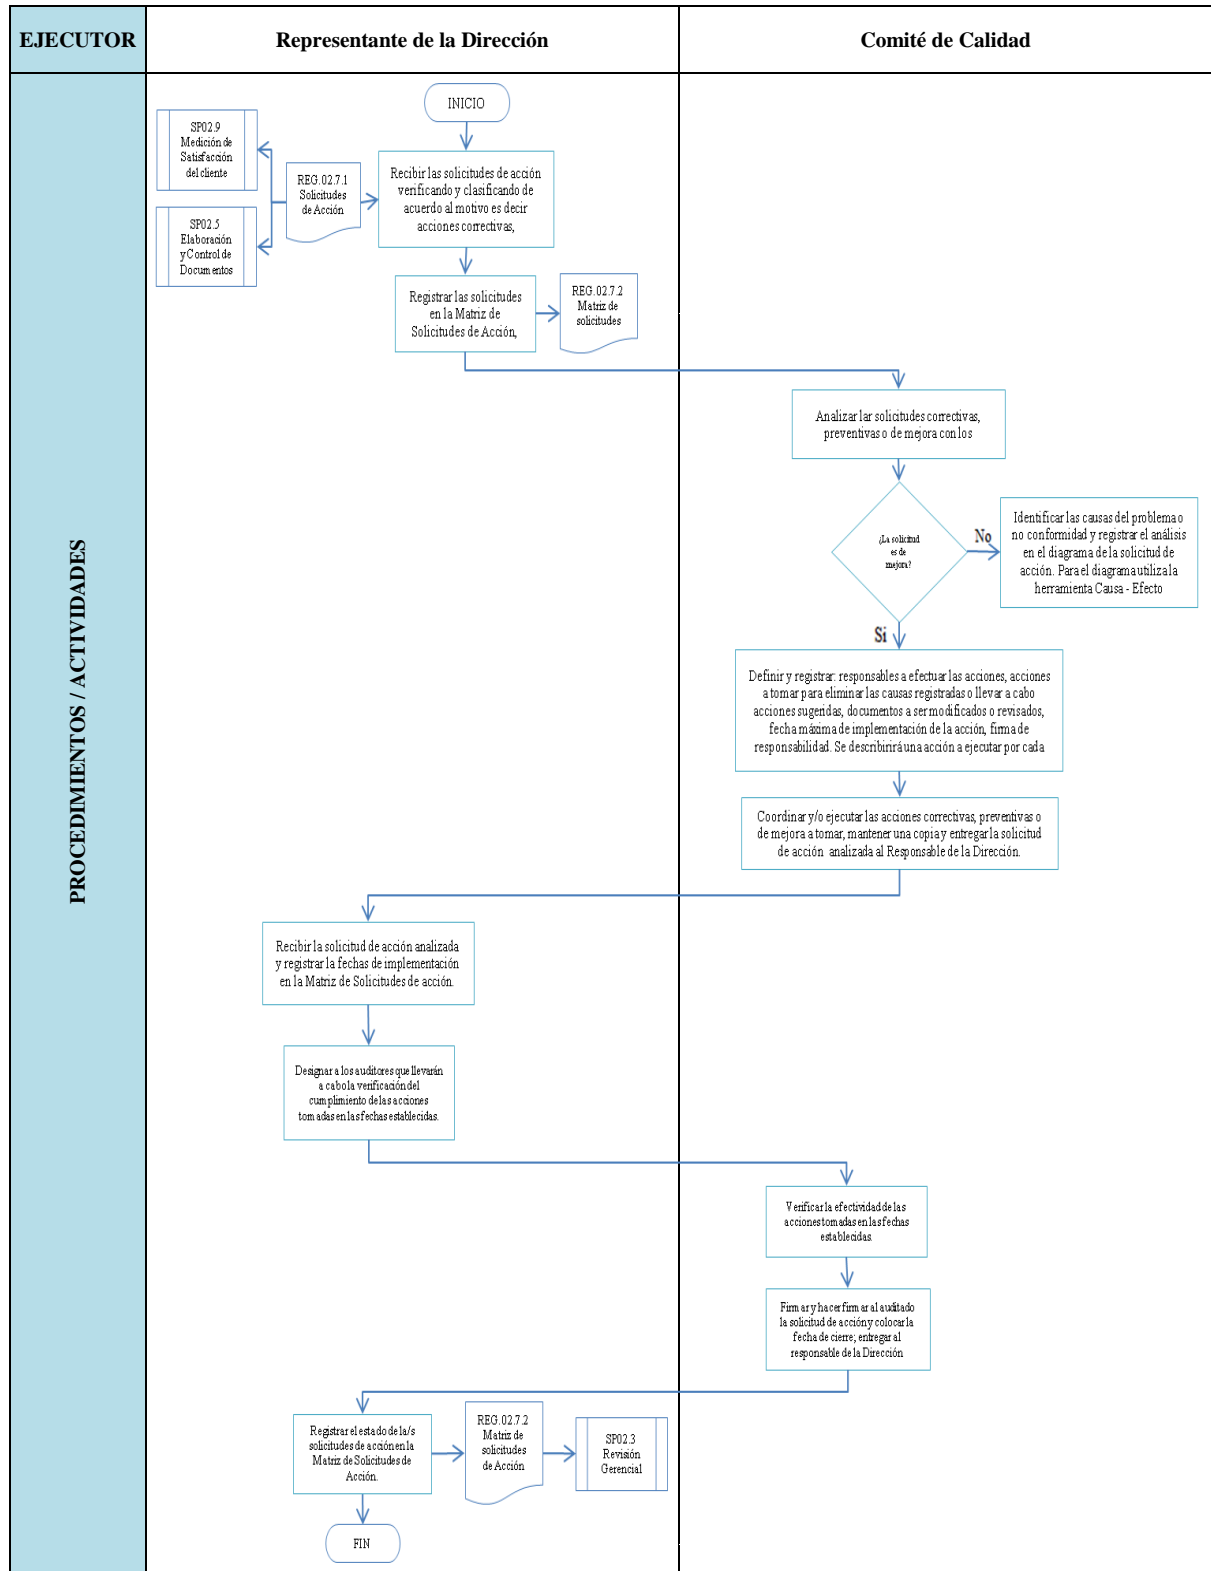 EJECUTOR
Representante de la Dirección
Comité de Calidad
PROCEDIMIENTOS / ACTIVIDADES
INICIO
SP02.9
Medición de
Satisfacción
del cliente
SP02.5
Elaboración
y Control de
Documentos
REG.02.7.1
Solicitudes
de Acción
Recibir las solicitudes de acción
verificando y clasificando de
acuerdo al motivo es decir
acciones correctivas,
Registrar las solicitudes
en la Matriz de
Solicitudes de Acción,
REG.02.7.2
Matriz de
solicitudes
Analizar lar solicitudes correctivas,
preventivas o de mejora con los
¿La solicitud
es de
mejora?
No
Identificar las causas del problema o
no conformidad y registrar el análisis
en el diagrama de la solicitud de
acción. Para el diagrama utiliza la
herramienta Causa - Efecto
Si
Definir y registrar: responsables a efectuar las acciones, acciones
a tomar para eliminar las causas registradas o llevar a cabo
acciones sugeridas, documentos a ser modificados o revisados,
fecha máxima de implementación de la acción, firma de
responsabilidad. Se describirirá una acción a ejecutar por cada
Coordinar y/o ejecutar las acciones correctivas, preventivas o
de mejora a tomar, mantener una copia y entregar la solicitud
de acción analizada al Responsable de la Dirección.
Recibir la solicitud de acción analizada
y registrar la fechas de implementación
en la Matriz de Solicitudes de acción.
Designar a los auditores que llevarán
a cabo la verificación del
cumplimiento de las acciones
tomadas en las fechas establecidas.
Verificar la efectividad de las
acciones tomadas en las fechas
establecidas.
Firmar y hacer firmar al auditado
la solicitud de acción y colocar la
fecha de cierre; entregar al
responsable de la Dirección
Registrar el estado de la/s
solicitudes de acción en la
Matriz de Solicitudes de
Acción.
REG.02.7.2
Matriz de
solicitudes
de Acción
SP02.3
Revisión
Gerencial
FIN